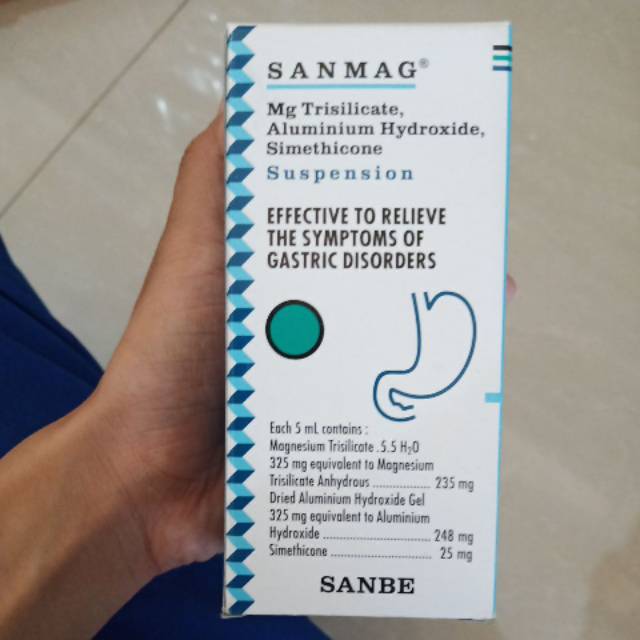 SANMAG®
Mg Trisilicate,
Aluminium Hydroxide,
Simethicone
Suspension
EFFECTIVE TO RELIEVE
THE SYMPTOMS OF
GASTRIC DISORDERS
Each 5 mL contains :
Magnesium Trisilicate .5.5 H₂O
325 mg equivalent to Magnesium
Trisilicate Anhydrous ................ 235 mg
Dried Aluminium Hydroxide Gel
325 mg equivalent to Aluminium
Hydroxide ................................ 248 mg
Simethicone ............................. 25 mg
SANBE